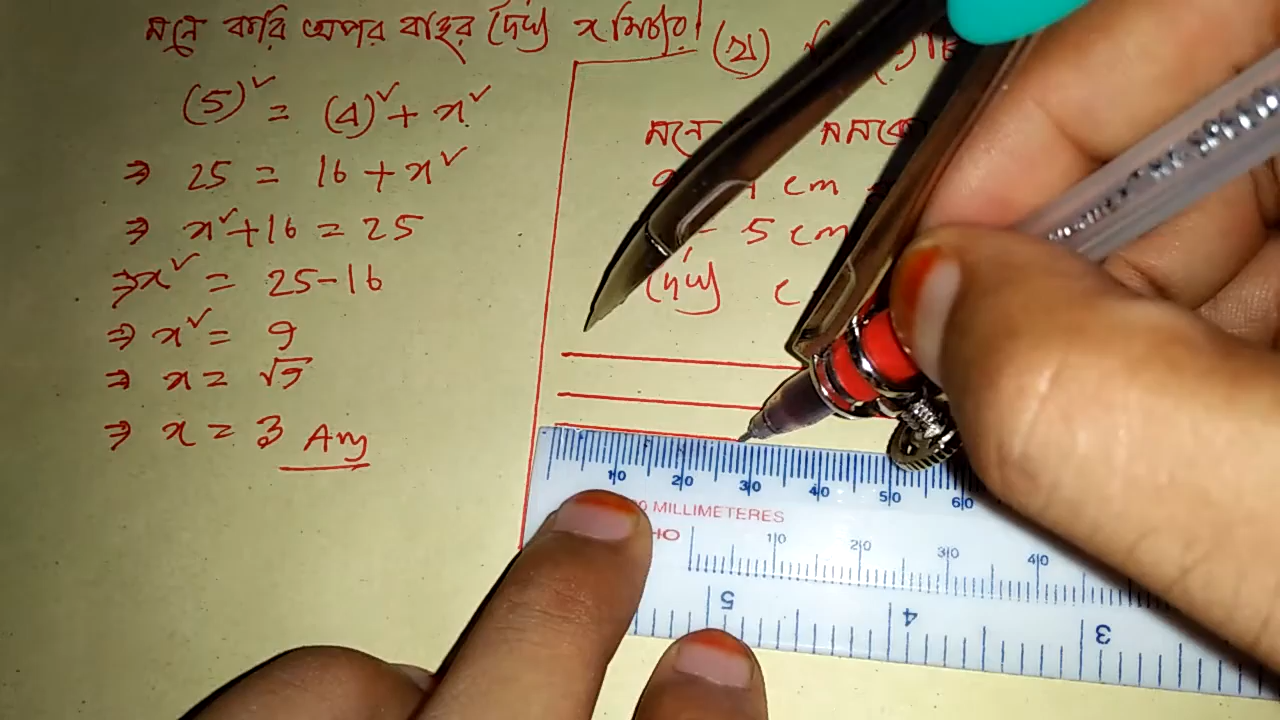 মনে করি অপর বাহুর দৈর্ঘ্য x মিটার।
(5)² = (4)² + x²
⇒ 25 = 16 + x²
⇒ x² + 16 = 25
⇒ x² = 25 - 16
⇒ x² = 9
⇒ x = √9
⇒ x = 3 Ans
(খ)
মনে
cm
5 cm
দৈর্ঘ্য c
10 20 30 40 50 60
MILLIMETERES
10 20 30 40
5 4 3